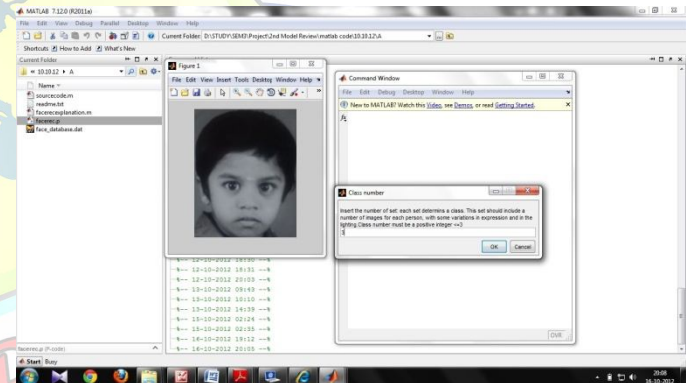 MATLAB 7.12.0 (R2011a)
File Edit View Debug Parallel Desktop Window Help
Current Folder: D:\STUDY\SEM3\Project\2nd Model Review\matlab code\10.10.12\A
Shortcuts How to Add What's New
Current Folder
« 10.10.12 ▸ A
Name
sourcecode.m
readme.txt
facerecexplanation.m
facerec.p
face_database.dat
Figure 1
File Edit View Insert Tools Desktop Window Help
Command Window
File Edit Debug Desktop Window Help
New to MATLAB? Watch this Video, see Demos, or read Getting Started.
fx
Class number
Insert the number of set: each set determins a class. This set should include a
number of images for each person, with some variations in expression and in the
lighting.Class number must be a positive integer <=3
OK Cancel
%-- 12-10-2012 18:31 --%
%-- 12-10-2012 20:03 --%
%-- 13-10-2012 09:43 --%
%-- 15-10-2012 10:10 --%
%-- 13-10-2012 14:39 --%
%-- 15-10-2012 02:24 --%
%-- 15-10-2012 02:35 --%
%-- 16-10-2012 19:12 --%
%-- 16-10-2012 20:05 --%
facerec.p (P-code)
OVR
Start Busy
20:08
16-10-2012